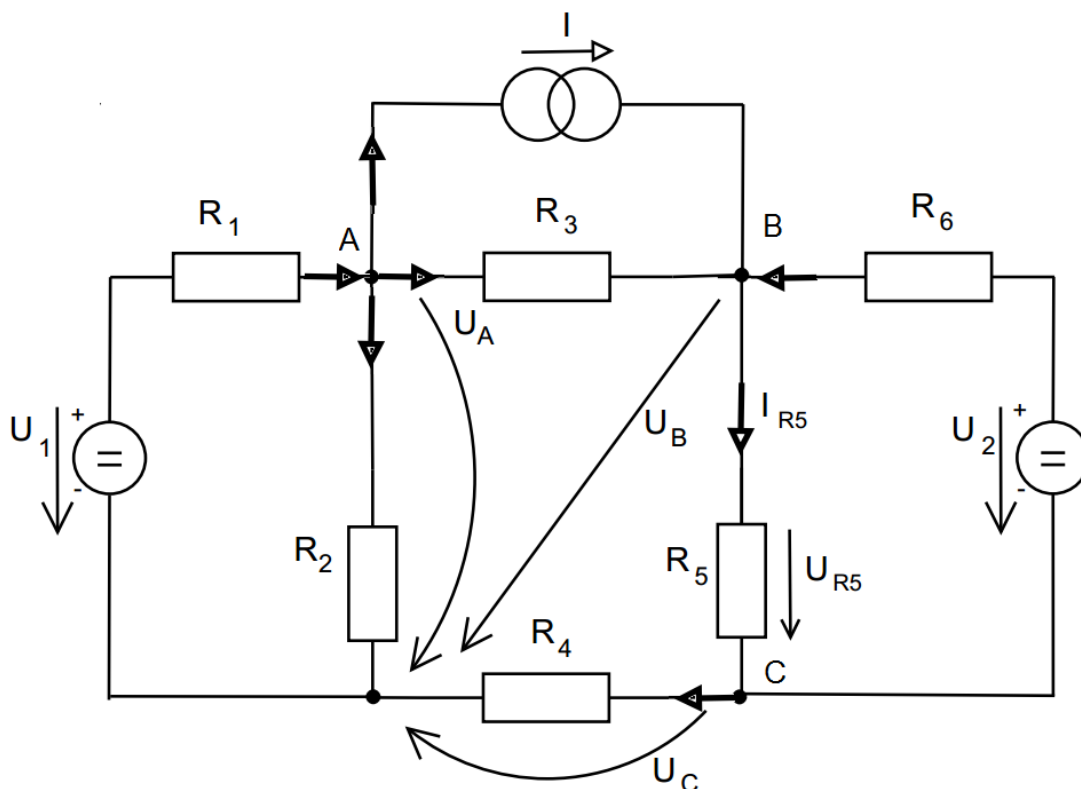 I
R1
A
R3
B
R6
UA
U1
+
-
=
UB
IR5
U2
+
-
=
R2
R5
UR5
R4
C
UC